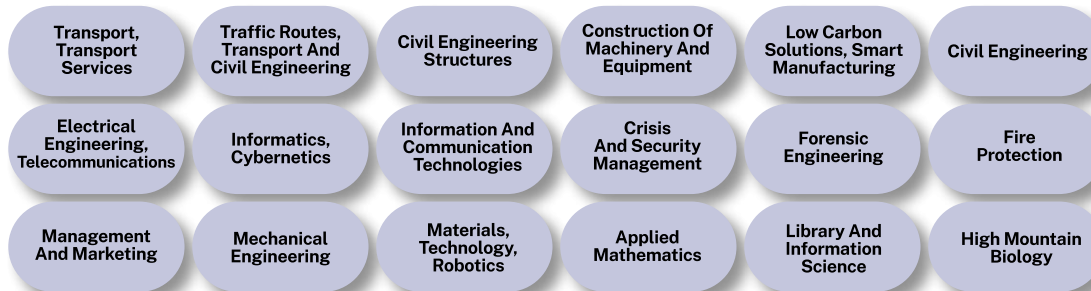 Transport,
Transport
Services
Traffic Routes,
Transport And
Civil Engineering
Civil Engineering
Structures
Construction Of
Machinery And
Equipment
Low Carbon
Solutions, Smart
Manufacturing
Civil Engineering
Electrical
Engineering,
Telecommunications
Informatics,
Cybernetics
Information And
Communication
Technologies
Crisis
And Security
Management
Forensic
Engineering
Fire
Protection
Management
And Marketing
Mechanical
Engineering
Materials,
Technology,
Robotics
Applied
Mathematics
Library And
Information
Science
High Mountain
Biology